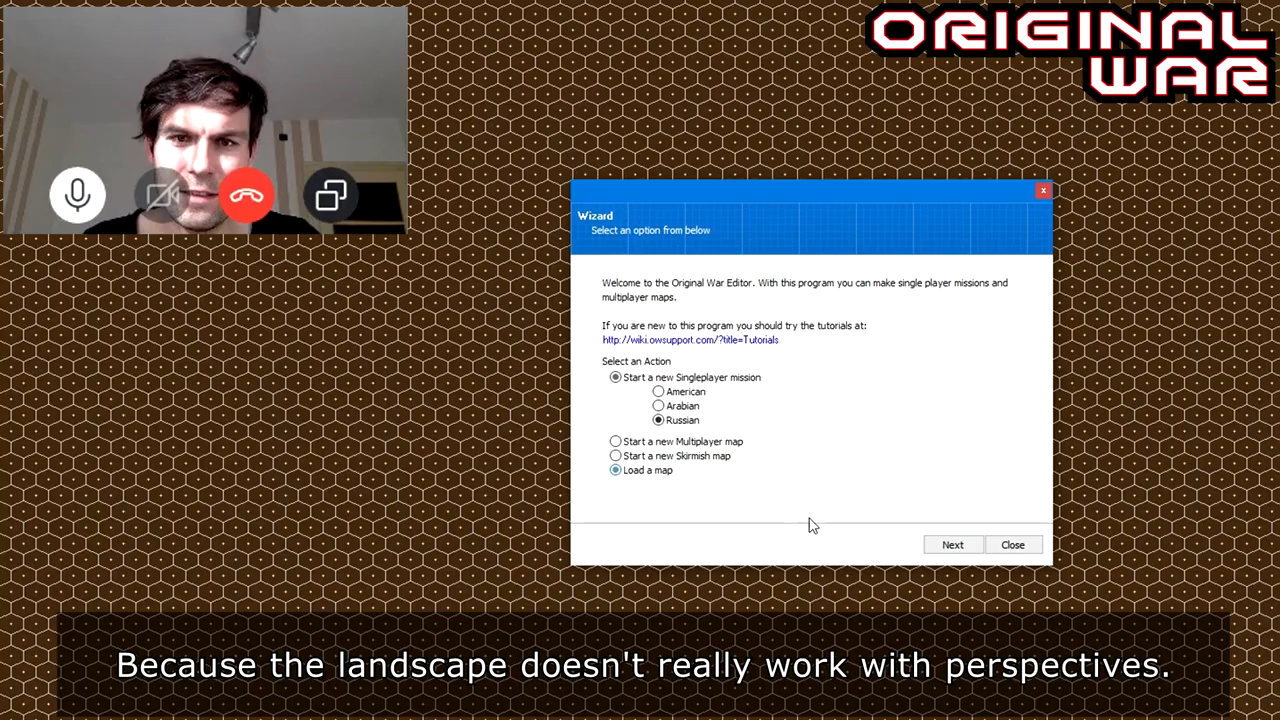 ORIGINAL
WAR
Wizard
Select an option from below
Welcome to the Original War Editor. With this program you can make single player missions and
multiplayer maps.
If you are new to this program you should try the tutorials at:
http://wiki.owsupport.com/?title=Tutorials
Select an Action
Start a new Singleplayer mission
American
Arabian
Russian
Start a new Multiplayer map
Start a new Skirmish map
Load a map
Next
Close
Because the landscape doesn't really work with perspectives.